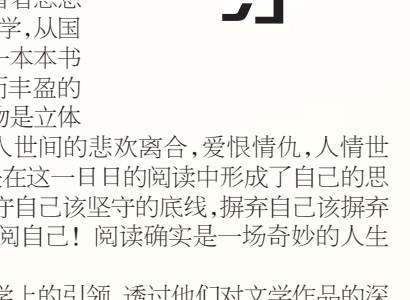 学,从国
一本本书
而丰盈的
物是立体
人世间的悲欢离合,爱恨情仇,人情世
在这一日日的阅读中形成了自己的思
守自己该坚守的底线,摒弃自己该摒弃
阅自己！阅读确实是一场奇妙的人生
学上的引领,透过他们对文学作品的深